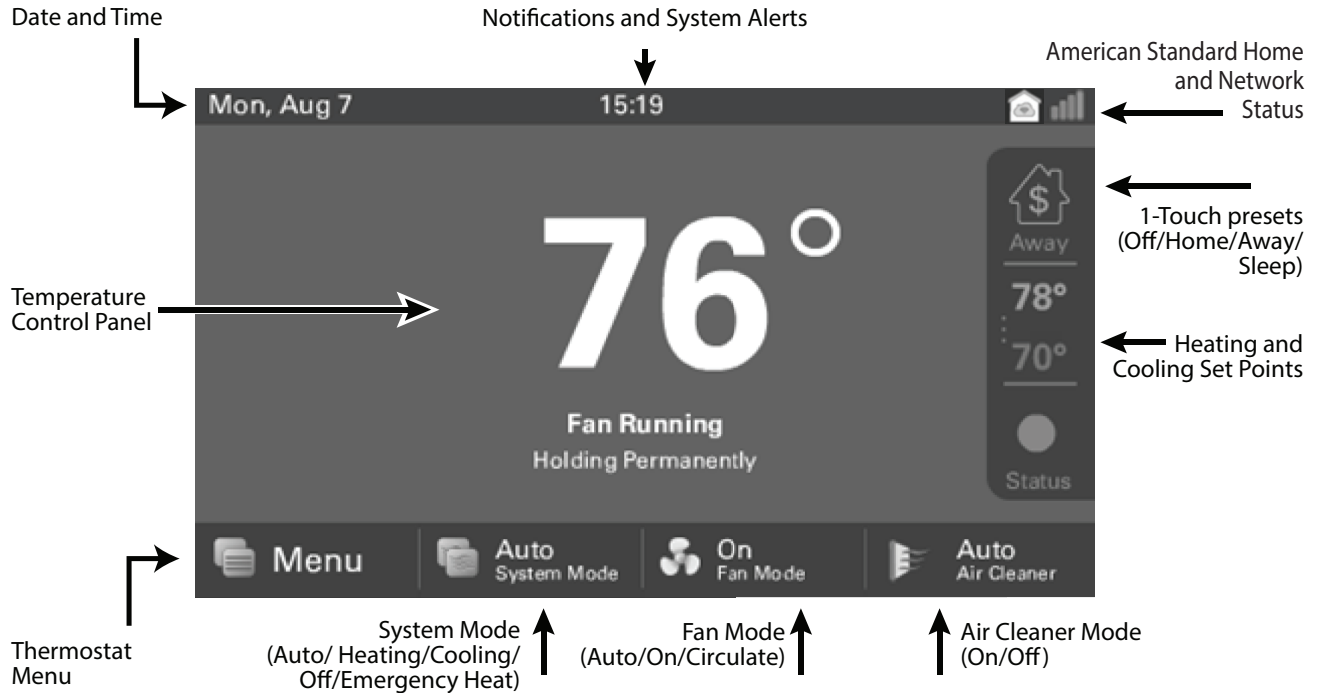 Date and Time
Notifications and System Alerts
American Standard Home
and Network
Status
Mon, Aug 7
15:19
1-Touch presets
(Off/Home/Away/
Sleep)
$
Away
76°
78°
70°
Temperature
Control Panel
Heating and
Cooling Set Points
Fan Running
Holding Permanently
Status
Menu
Auto
System Mode
On
Fan Mode
Auto
Air Cleaner
Thermostat
Menu
System Mode
(Auto/ Heating/Cooling/
Off/Emergency Heat)
Fan Mode
(Auto/On/Circulate)
Air Cleaner Mode
(On/Off)